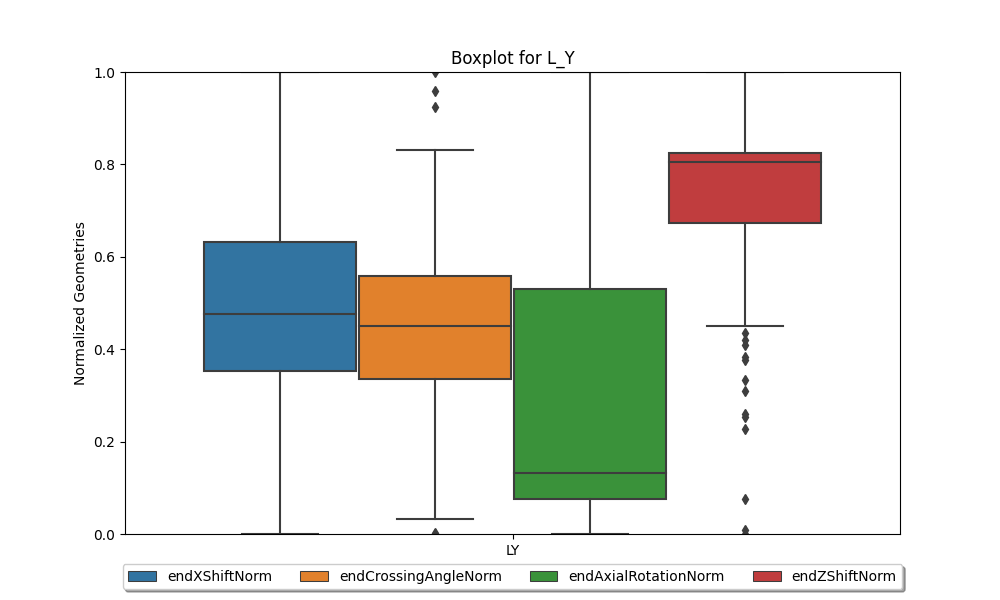 Boxplot for L_Y
1.0
0.8
0.6
0.4
0.2
0.0
Normalized Geometries
LY
endXShiftNorm endCrossingAngleNorm endAxialRotationNorm endZShiftNorm